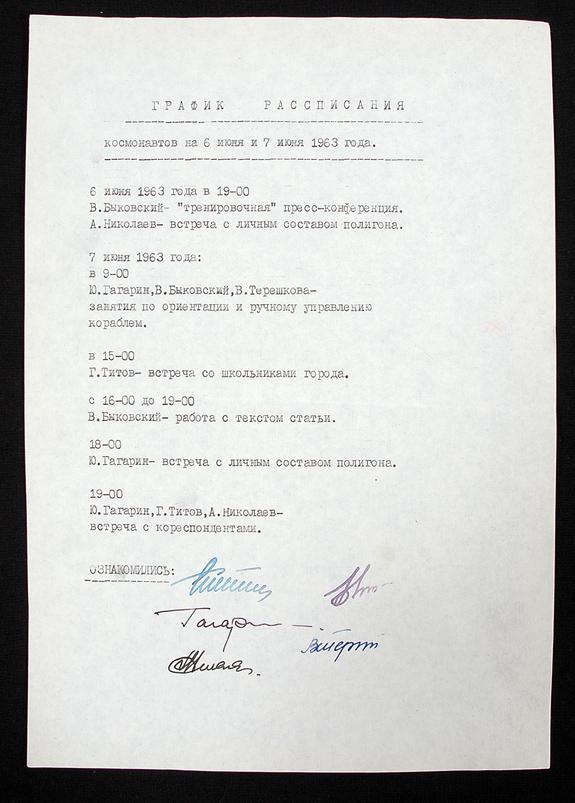 ГРАФИК РАССПИСАНИЯ
космонавтов на 6 июня и 7 июня 1963 года.
6 июня 1963 года в 19-00
В.Быковский- "тренировочная" пресс-конференция.
А.Николаев- встреча с личным составом полигона.
7 июня 1963 года:
в 9-00
Ю.Гагарин,В.Быковский,В.Терешкова-
занятия по ориентации и ручному управлению
кораблем.
в 15-00
Г.Титов- встреча со школьниками города.
с 16-00 до 19-00
В.Быковский- работа с текстом статьи.
18-00
Ю.Гагарин- встреча с личным составом полигона.
19-00
Ю.Гагарин,Г.Титов,А.Николаев-
встреча с кореспондентами.
ОЗНАКОМИЛИСЬ: